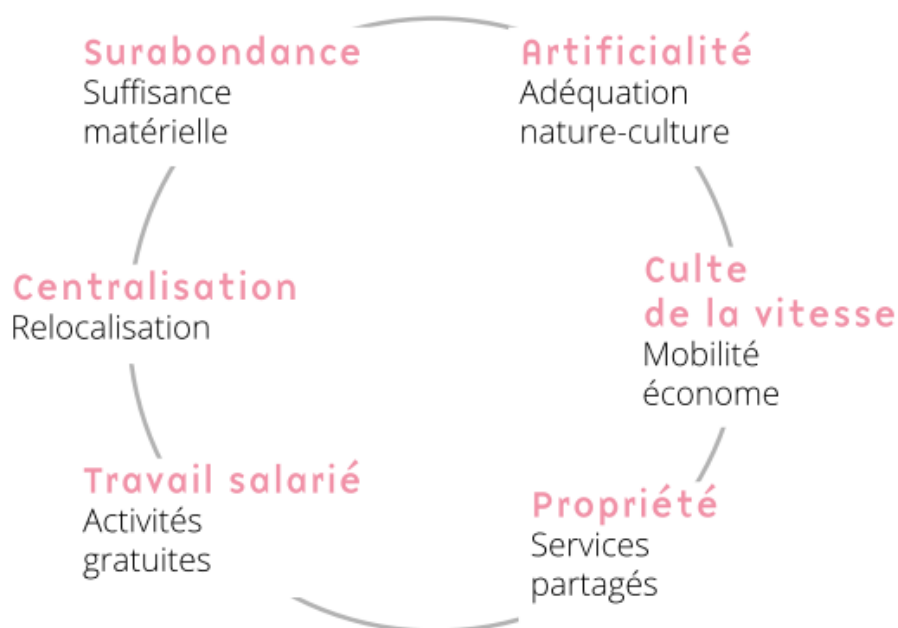 Surabondance
Suffisance
matérielle
Artificialité
Adéquation
nature-culture
Culte
de la vitesse
Mobilité
économe
Propriété
Services
partagés
Travail salarié
Activités
gratuites
Centralisation
Relocalisation